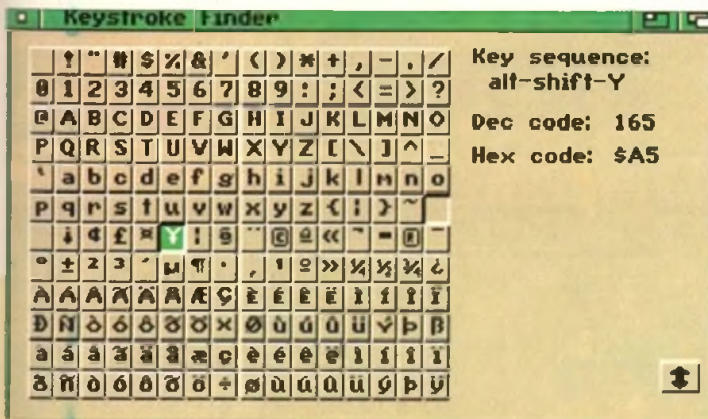 Keystroke Finder
! " # $ % & ' ( ) * + , - . /
0 1 2 3 4 5 6 7 8 9 : ; < = > ?
@ A B C D E F G H I J K L M N O
P Q R S T U V W X Y Z [ \ ] ^ _
` a b c d e f g h i j k l m n o
p q r s t u v w x y z { | } ~
¡ ¢ £ ¤ ¥ ¦ § ¨ © ª « ¬ - ® ¯
° ± ² ³ ´ µ ¶ · ¸ ¹ º » ¼ ½ ¾ ¿
À Á Â Ã Ä Å Æ Ç È É Ê Ë Ì Í Î Ï
Ð Ñ Ò Ó Ô Õ Ö × Ø Ù Ú Û Ü Ý Þ ß
à á â ã ä å æ ç è é ê ë ì í î ï
ð ñ ò ó ô õ ö ÷ ø ù ú û ü ý þ ÿ
Key sequence:
alt-shift-Y
Dec code: 165
Hex code: $A5